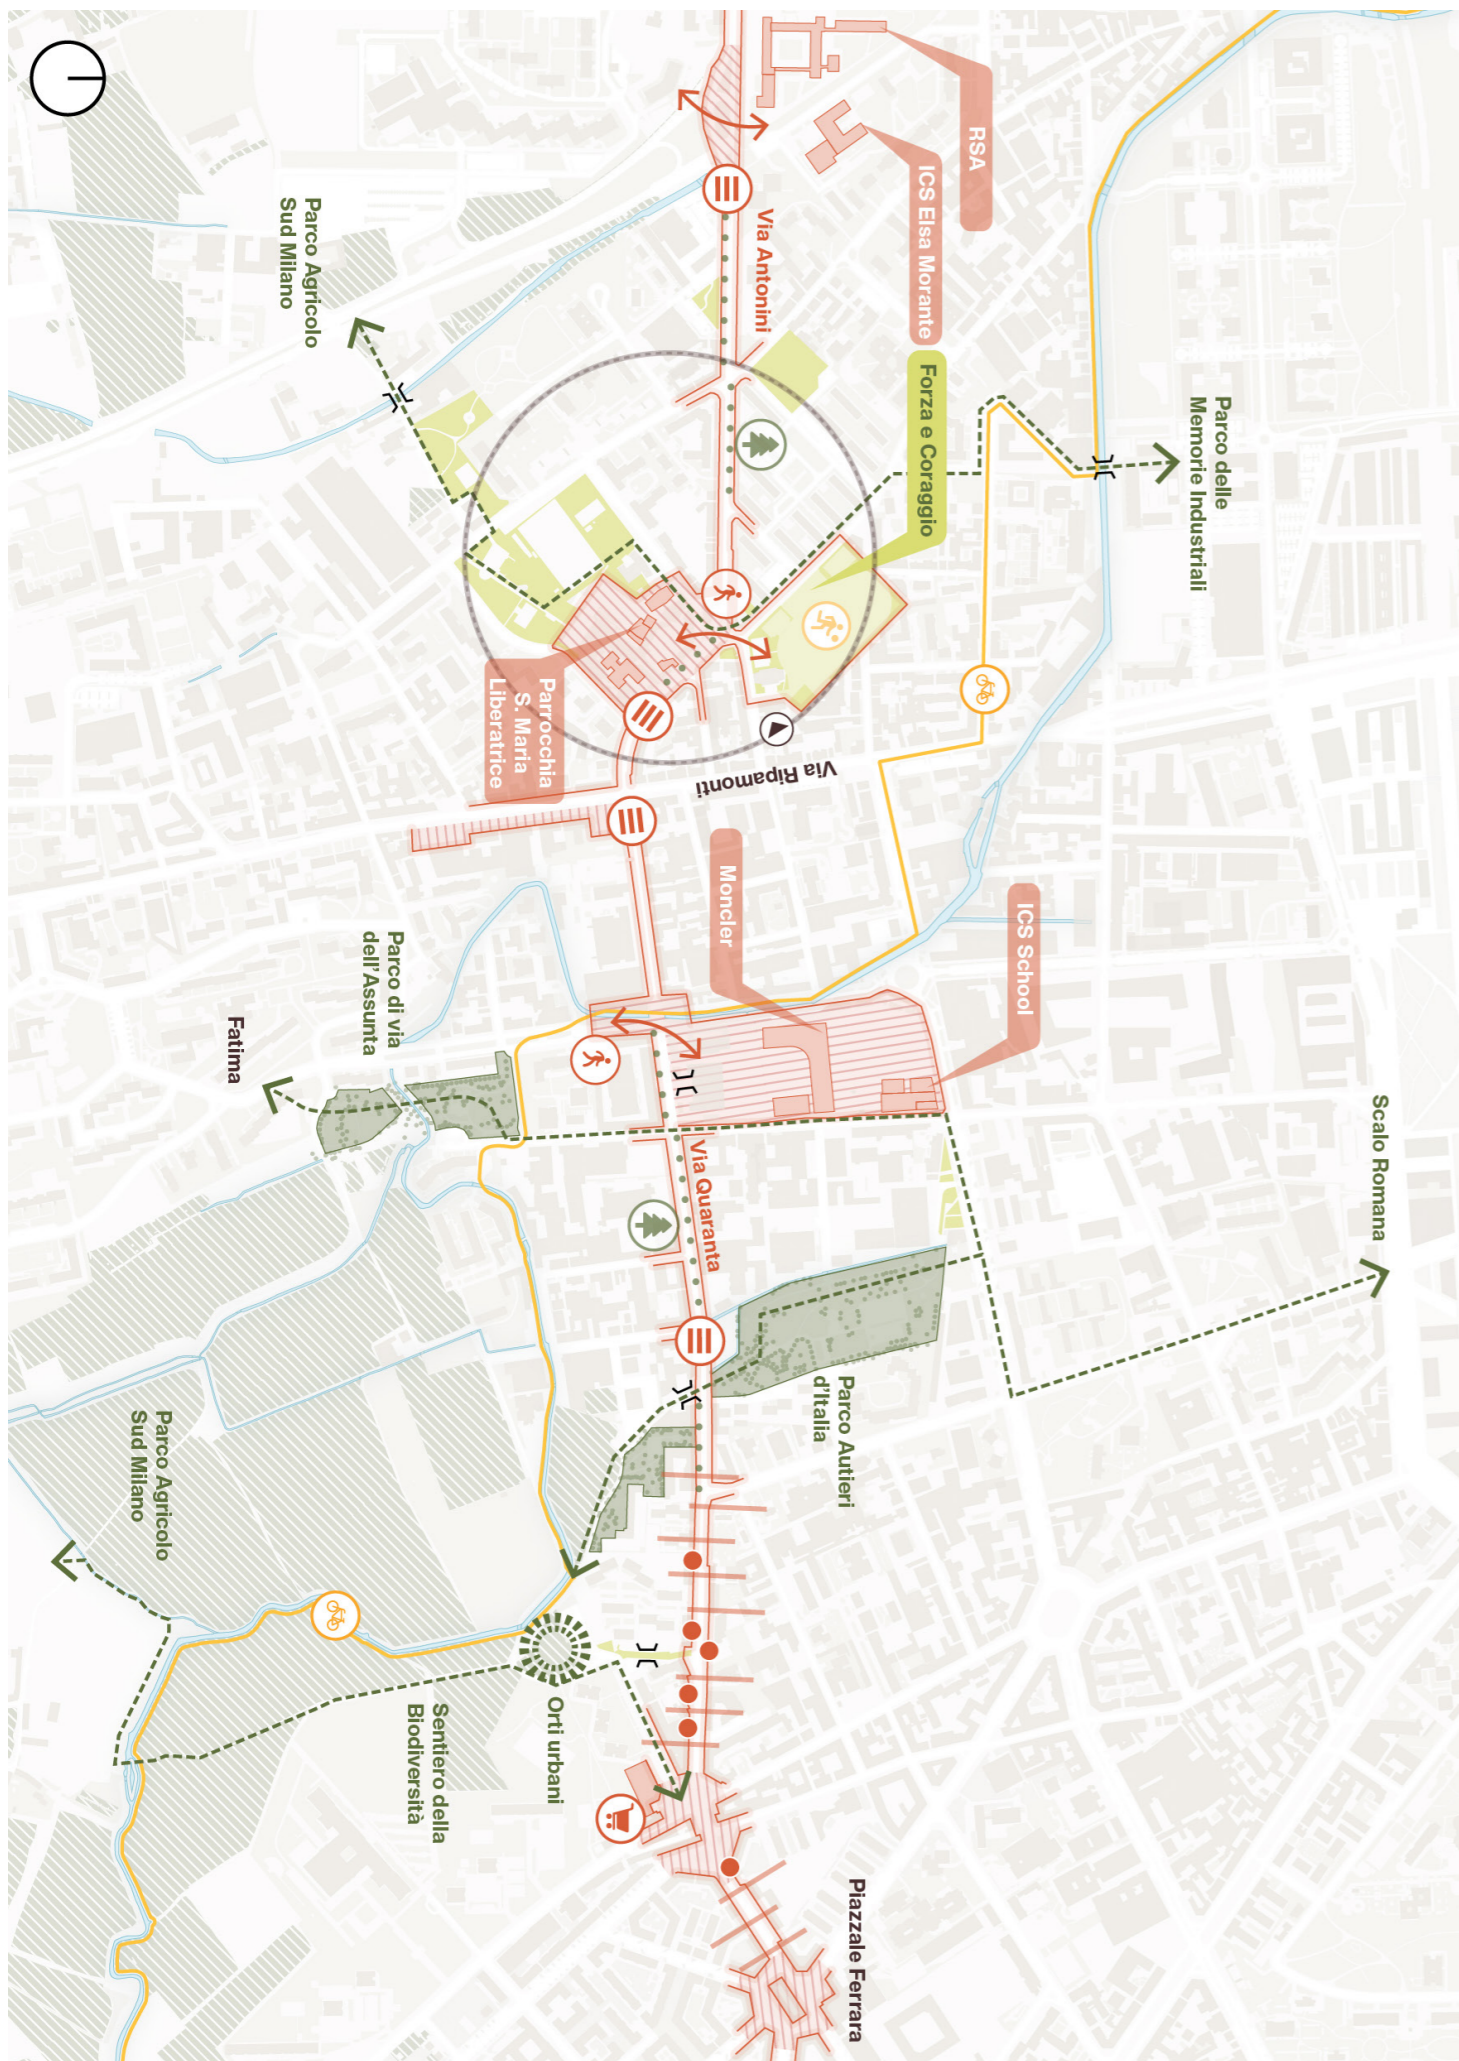 RSA
ICS Elsa Morante
Via Antonini
Parco Agricolo
Sud Milano
Forza e Coraggio
Parco delle
Memorie Industriali
Parrocchia
S. Maria
Liberatrice
Via Ripamonti
Moncler
ICS School
Parco di via
dell'Assunta
Fatima
Via Quaranta
Scalo Romana
Parco Autieri
d'Italia
Parco Agricolo
Sud Milano
Orti urbani
Sentiero della
Biodiversità
Piazzale Ferrara